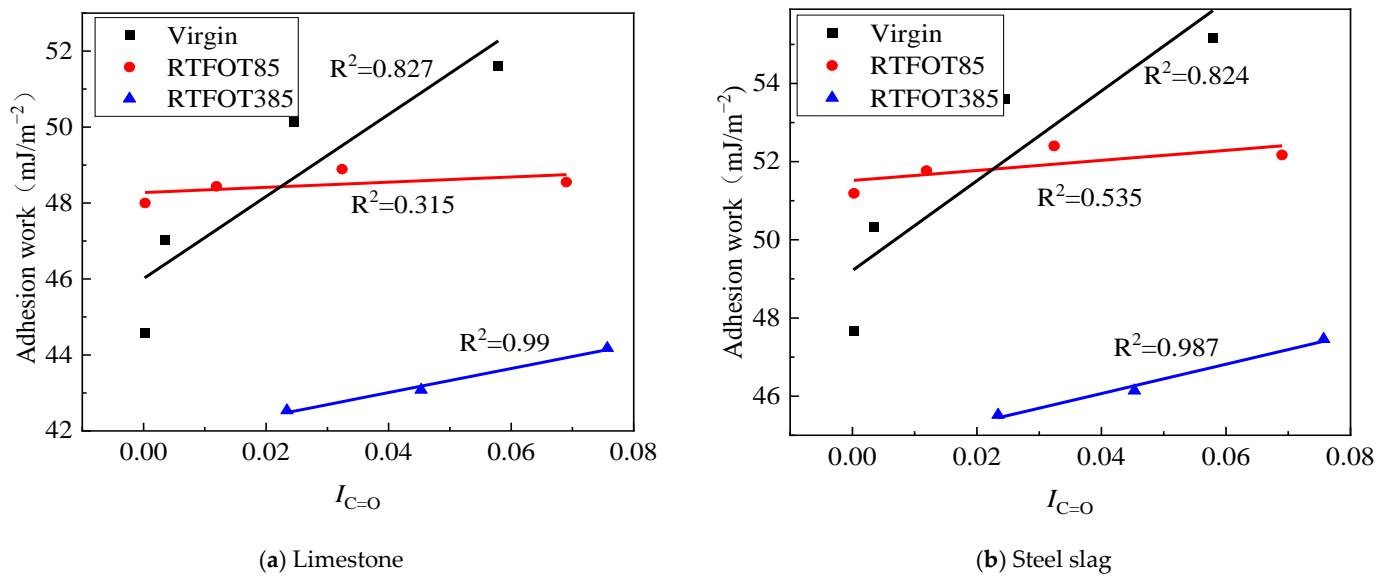 Virgin
RTFOT85
RTFOT385
R²=0.827
R²=0.315
R²=0.99
52
50
48
46
44
42
0.00 0.02 0.04 0.06 0.08
Adhesion work（mJ/m⁻²）
I_C=O
(a) Limestone
Virgin
RTFOT85
RTFOT385
R²=0.824
R²=0.535
R²=0.987
54
52
50
48
46
0.00 0.02 0.04 0.06 0.08
Adhesion work（mJ/m⁻²)
I_C=O
(b) Steel slag